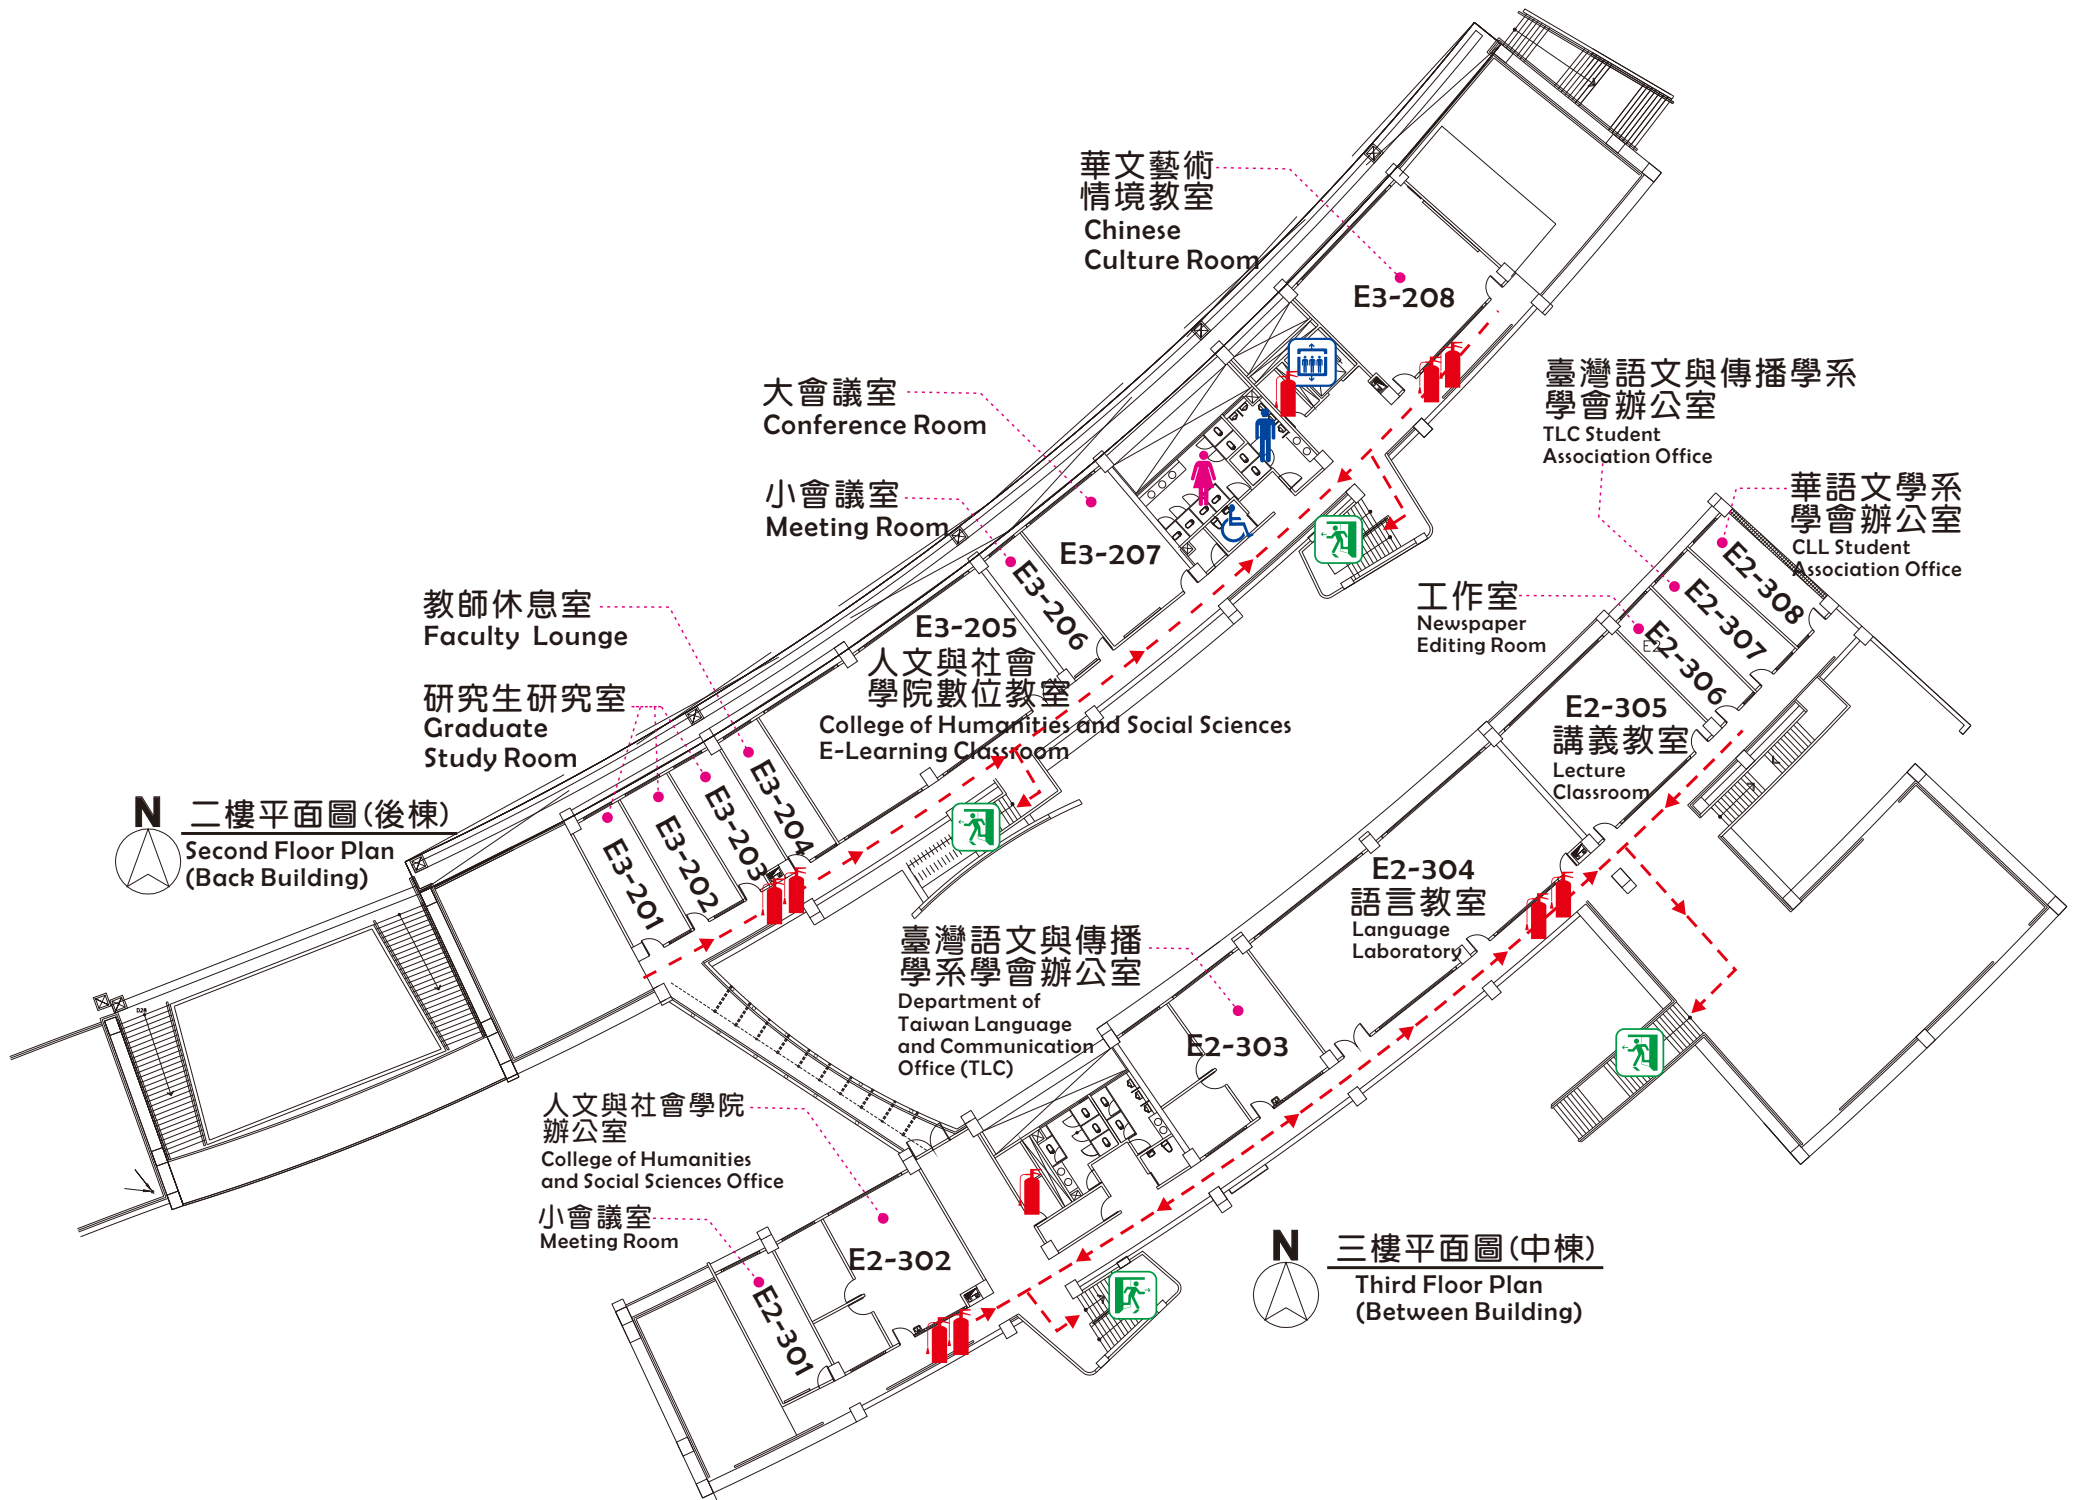 華文藝術
情境教室
Chinese
Culture Room
E3-208
臺灣語文與傳播學系
學會辦公室
TLC Student
Association Office
大會議室
Conference Room
小會議室
Meeting Room
E3-207
E3-206
華語文學系
學會辦公室
CLL Student
Association Office
E2-308
E2-307
E2-306
工作室
Newspaper
Editing Room
教師休息室
Faculty Lounge
E3-205
人文與社會
學院數位教室
College of Humanities and Social Sciences
E-Learning Classroom
研究生研究室
Graduate
Study Room
E3-204
E3-203
E3-202
E3-201
E2-305
講義教室
Lecture
Classroom
N
二樓平面圖(後棟)
Second Floor Plan
(Back Building)
E2-304
語言教室
Language
Laboratory
臺灣語文與傳播
學系學會辦公室
Department of
Taiwan Language
and Communication
Office (TLC)
E2-303
人文與社會學院
辦公室
College of Humanities
and Social Sciences Office
小會議室
Meeting Room
E2-302
E2-301
N
三樓平面圖(中棟)
Third Floor Plan
(Between Building)